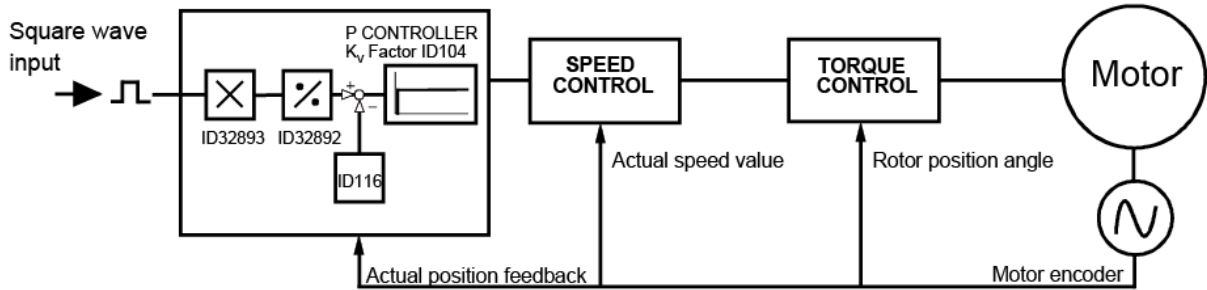 Square wave
input
P CONTROLLER
Kv Factor ID104
ID32893
ID32892
+
−
ID116
SPEED
CONTROL
TORQUE
CONTROL
Motor
Actual speed value
Rotor position angle
Actual position feedback
Motor encoder